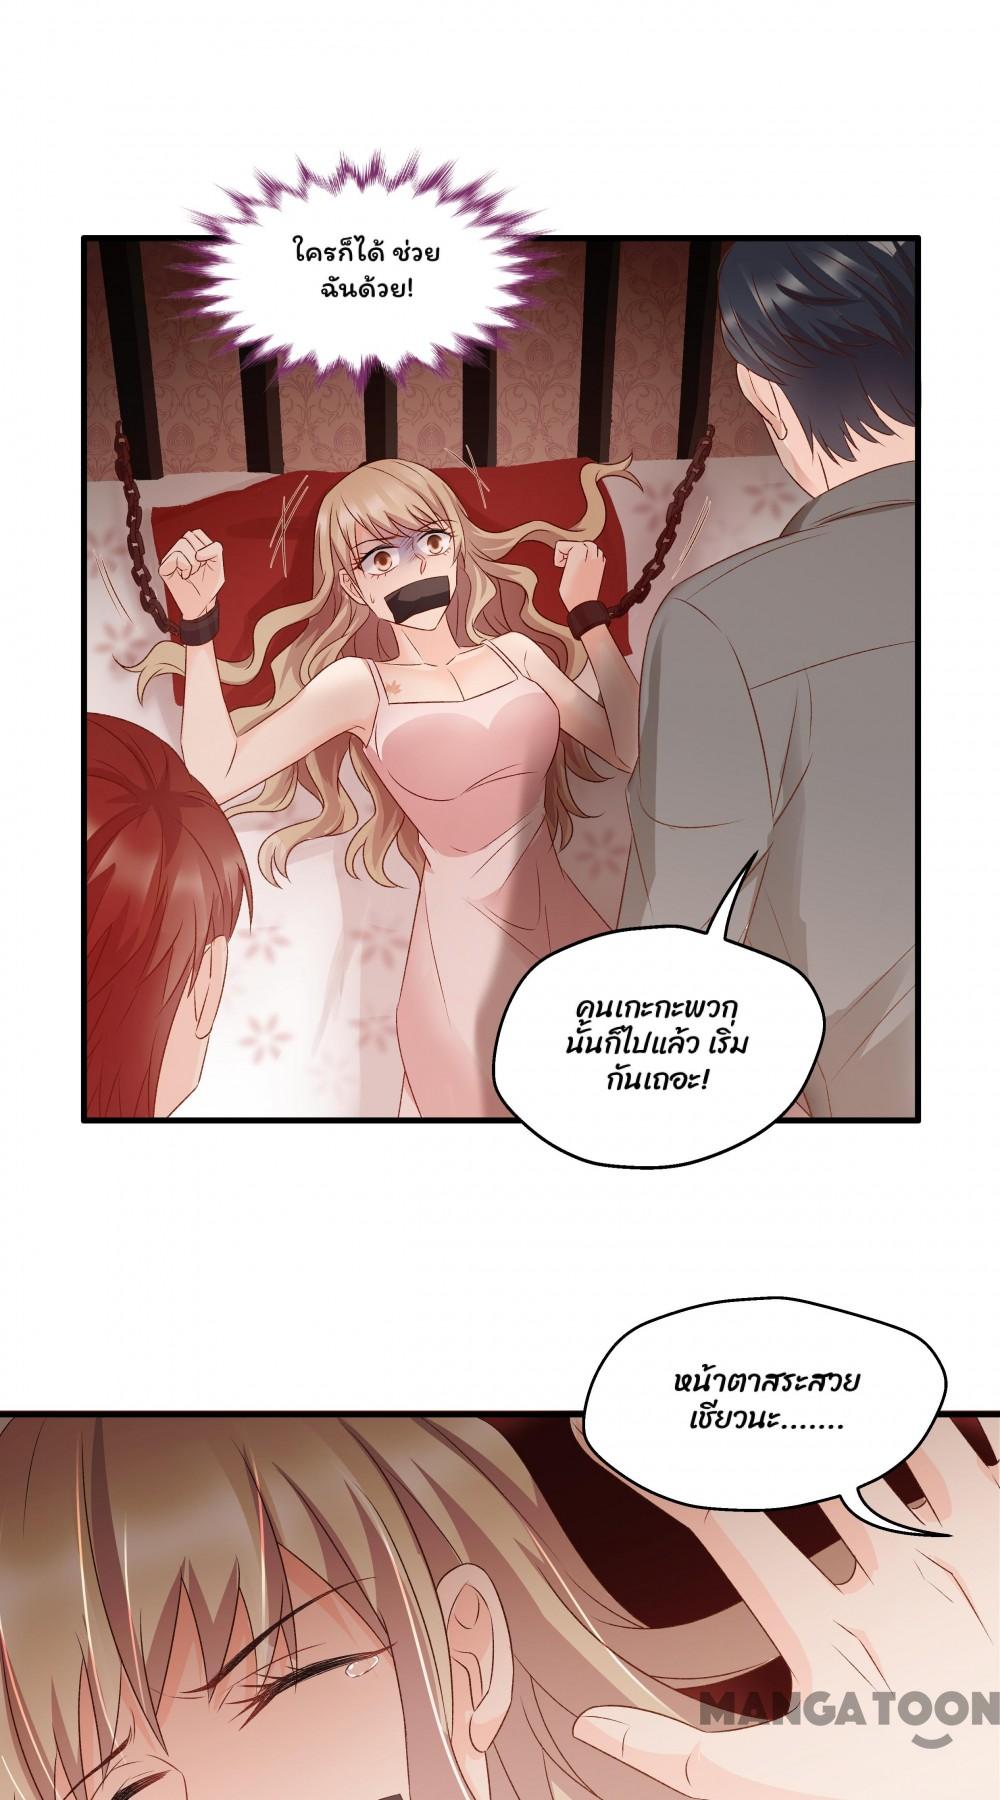 ใครก็ได้ ช่วย
ฉันด้วย!
คนเกะกะพวก
นั้นก็ไปแล้ว เริ่ม
กันเถอะ!
หน้าตาสระสวย
เชียวนะ.......
MANGATOON